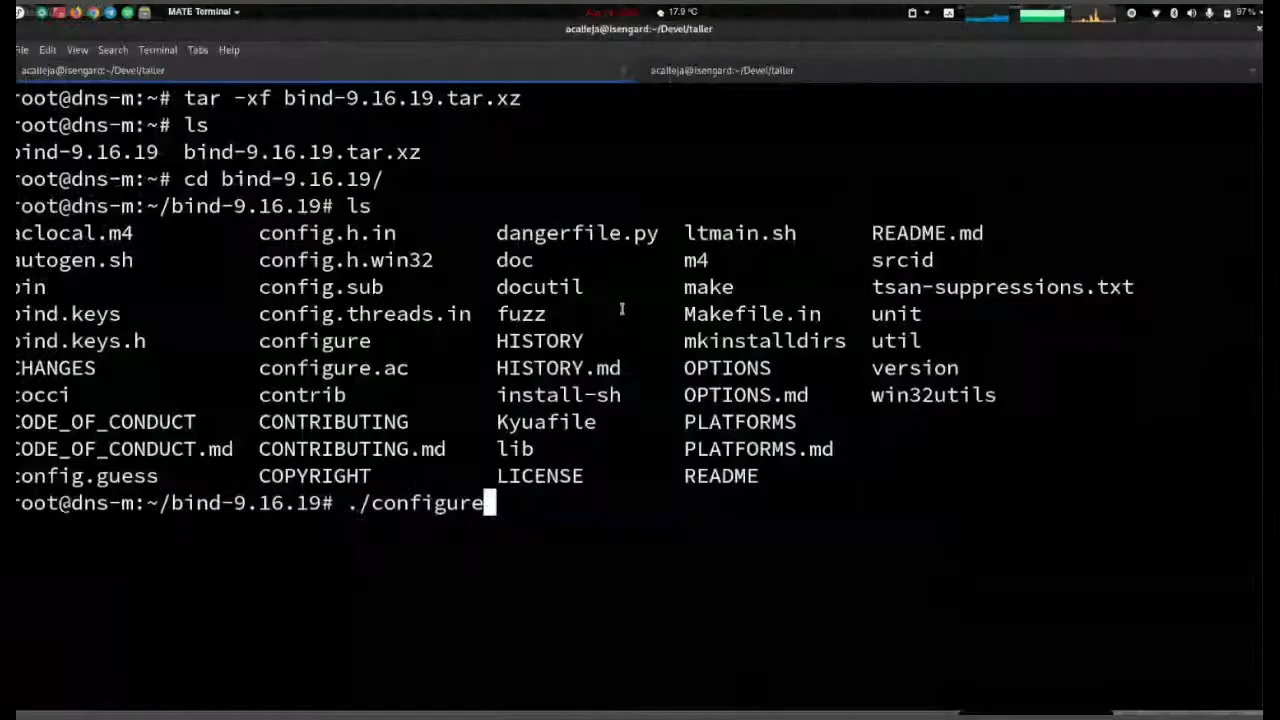 MATE Terminal
17.9 °C
97%
acalleja@isengard:~/Devel/taller
File Edit View Search Terminal Tabs Help
acalleja@isengard:~/Devel/taller acalleja@isengard:~/Devel/taller
root@dns-m:~# tar -xf bind-9.16.19.tar.xz
root@dns-m:~# ls
bind-9.16.19 bind-9.16.19.tar.xz
root@dns-m:~# cd bind-9.16.19/
root@dns-m:~/bind-9.16.19# ls
aclocal.m4 config.h.in dangerfile.py ltmain.sh README.md
autogen.sh config.h.win32 doc m4 srcid
bin config.sub docutil make tsan-suppressions.txt
bind.keys config.threads.in fuzz Makefile.in unit
bind.keys.h configure HISTORY mkinstalldirs util
CHANGES configure.ac HISTORY.md OPTIONS version
cocci contrib install-sh OPTIONS.md win32utils
CODE_OF_CONDUCT CONTRIBUTING Kyuafile PLATFORMS
CODE_OF_CONDUCT.md CONTRIBUTING.md lib PLATFORMS.md
config.guess COPYRIGHT LICENSE README
root@dns-m:~/bind-9.16.19# ./configure